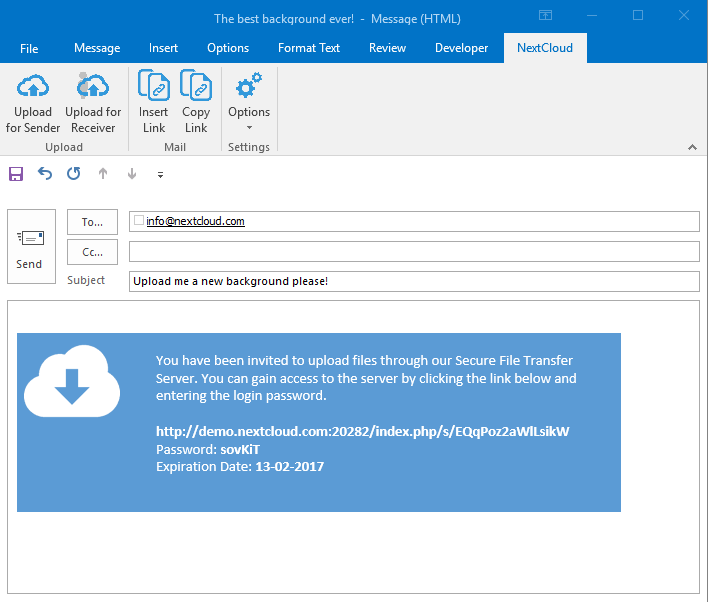 The best background ever! - Message (HTML)
File Message Insert Options Format Text Review Developer NextCloud
Upload for Sender
Upload for Receiver
Insert Link
Copy Link
Options
Upload Mail Settings
To... info@nextcloud.com
Cc...
Send
Subject Upload me a new background please!
You have been invited to upload files through our Secure File Transfer
Server. You can gain access to the server by clicking the link below and
entering the login password.
http://demo.nextcloud.com:20282/index.php/s/EQqPoz2aWlLsikW
Password: sovKiT
Expiration Date: 13-02-2017